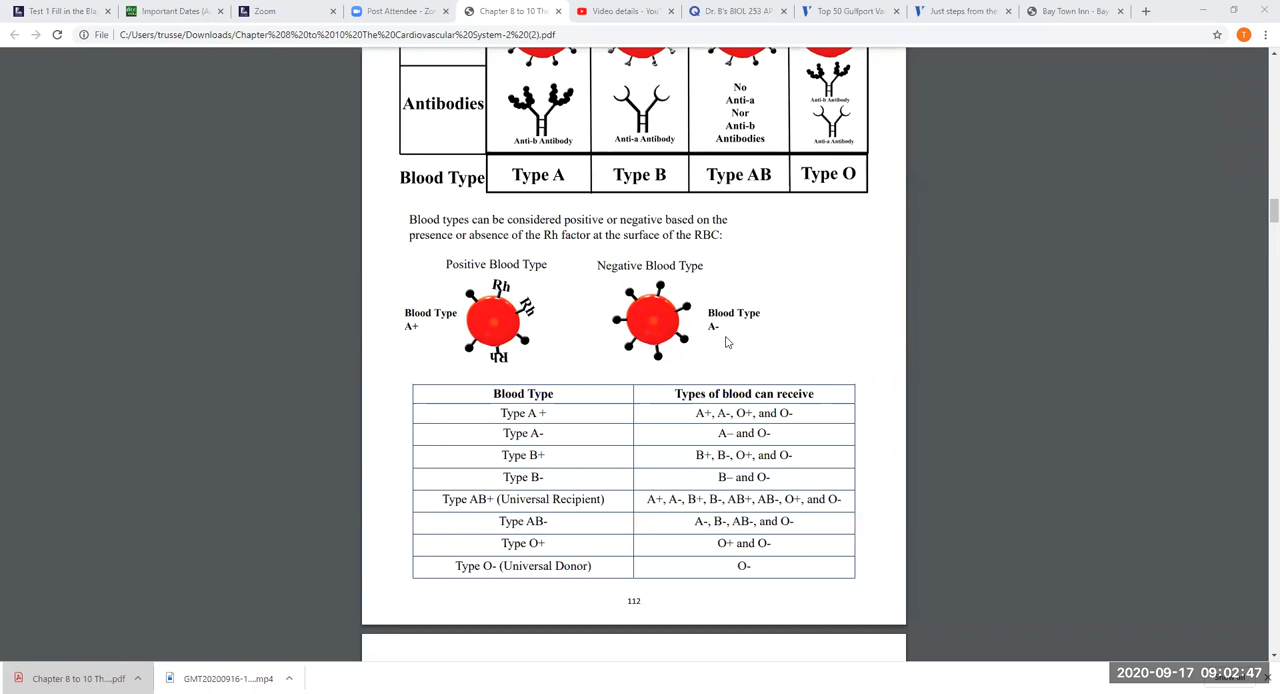 Test 1 Fill in the Bla
Important Dates (A
Zoom
Post Attendee - Zo
Chapter 8 to 10 The
Video details - You
Dr. B's BIOL 253 AP
Top 50 Gulfport Va
Just steps from the
Bay Town Inn - Bay
File | C:/Users/trusse/Downloads/Chapter%208%20to%2010%20The%20Cardiovascular%20System-2%20(2).pdf
T
Antibodies
Anti-b Antibody
Anti-a Antibody
No
Anti-a
Nor
Anti-b
Antibodies
Anti-b Antibody
Anti-a Antibody
Blood Type
Type A
Type B
Type AB
Type O
Blood types can be considered positive or negative based on the
presence or absence of the Rh factor at the surface of the RBC:
Positive Blood Type
Negative Blood Type
Rh
Rh
Rh
Blood Type
A+
Blood Type
A-
Blood Type Types of blood can receive
Type A + A+, A-, O+, and O-
Type A- A– and O-
Type B+ B+, B-, O+, and O-
Type B- B– and O-
Type AB+ (Universal Recipient) A+, A-, B+, B-, AB+, AB-, O+, and O-
Type AB- A-, B-, AB-, and O-
Type O+ O+ and O-
Type O- (Universal Donor) O-
112
Chapter 8 to 10 Th....pdf
GMT20200916-1....mp4
2020-09-17 09:02:47